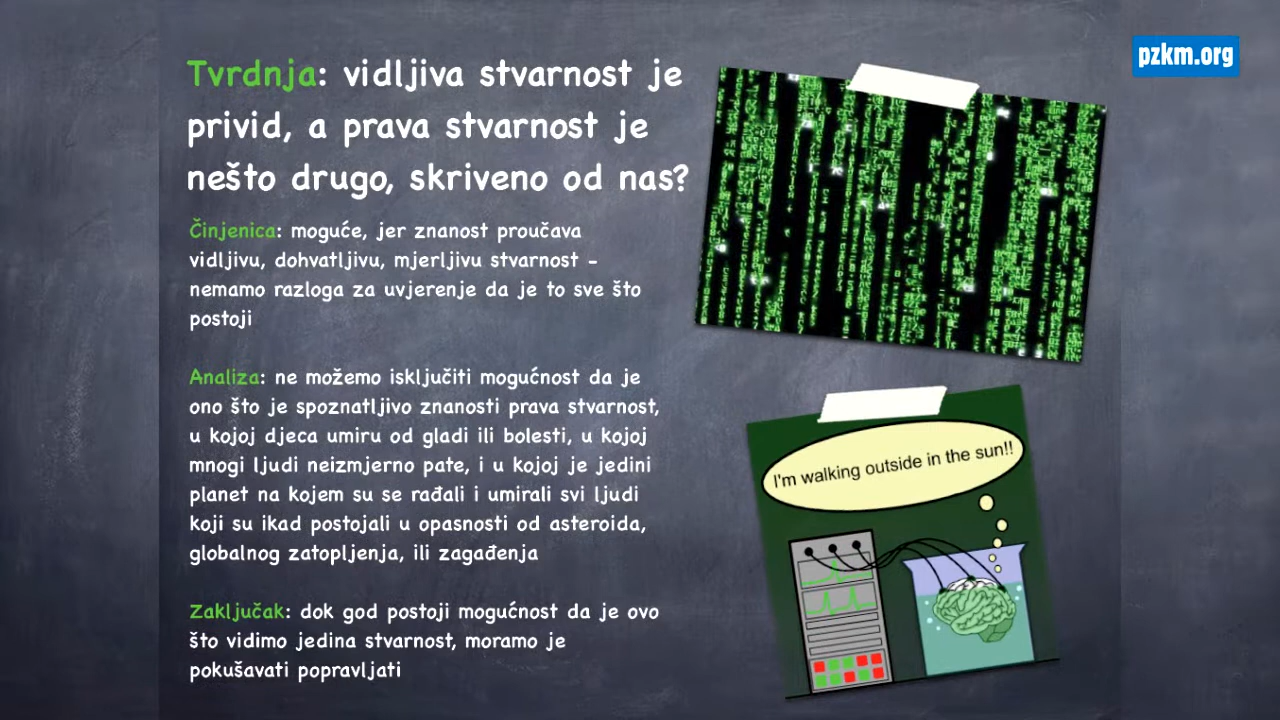 pzkm.org
Tvrdnja: vidljiva stvarnost je
privid, a prava stvarnost je
nešto drugo, skriveno od nas?
Činjenica: moguće, jer znanost proučava
vidljivu, dohvatljivu, mjerljivu stvarnost -
nemamo razloga za uvjerenje da je to sve što
postoji
Analiza: ne možemo isključiti mogućnost da je
ono što je spoznatljivo znanosti prava stvarnost,
u kojoj djeca umiru od gladi ili bolesti, u kojoj
mnogi ljudi neizmjerno pate, i u kojoj je jedini
planet na kojem su se rađali i umirali svi ljudi
koji su ikad postojali u opasnosti od asteroida,
globalnog zatopljenja, ili zagađenja
Zaključak: dok god postoji mogućnost da je ovo
što vidimo jedina stvarnost, moramo je
pokušavati popravljati
I'm walking outside in the sun!!